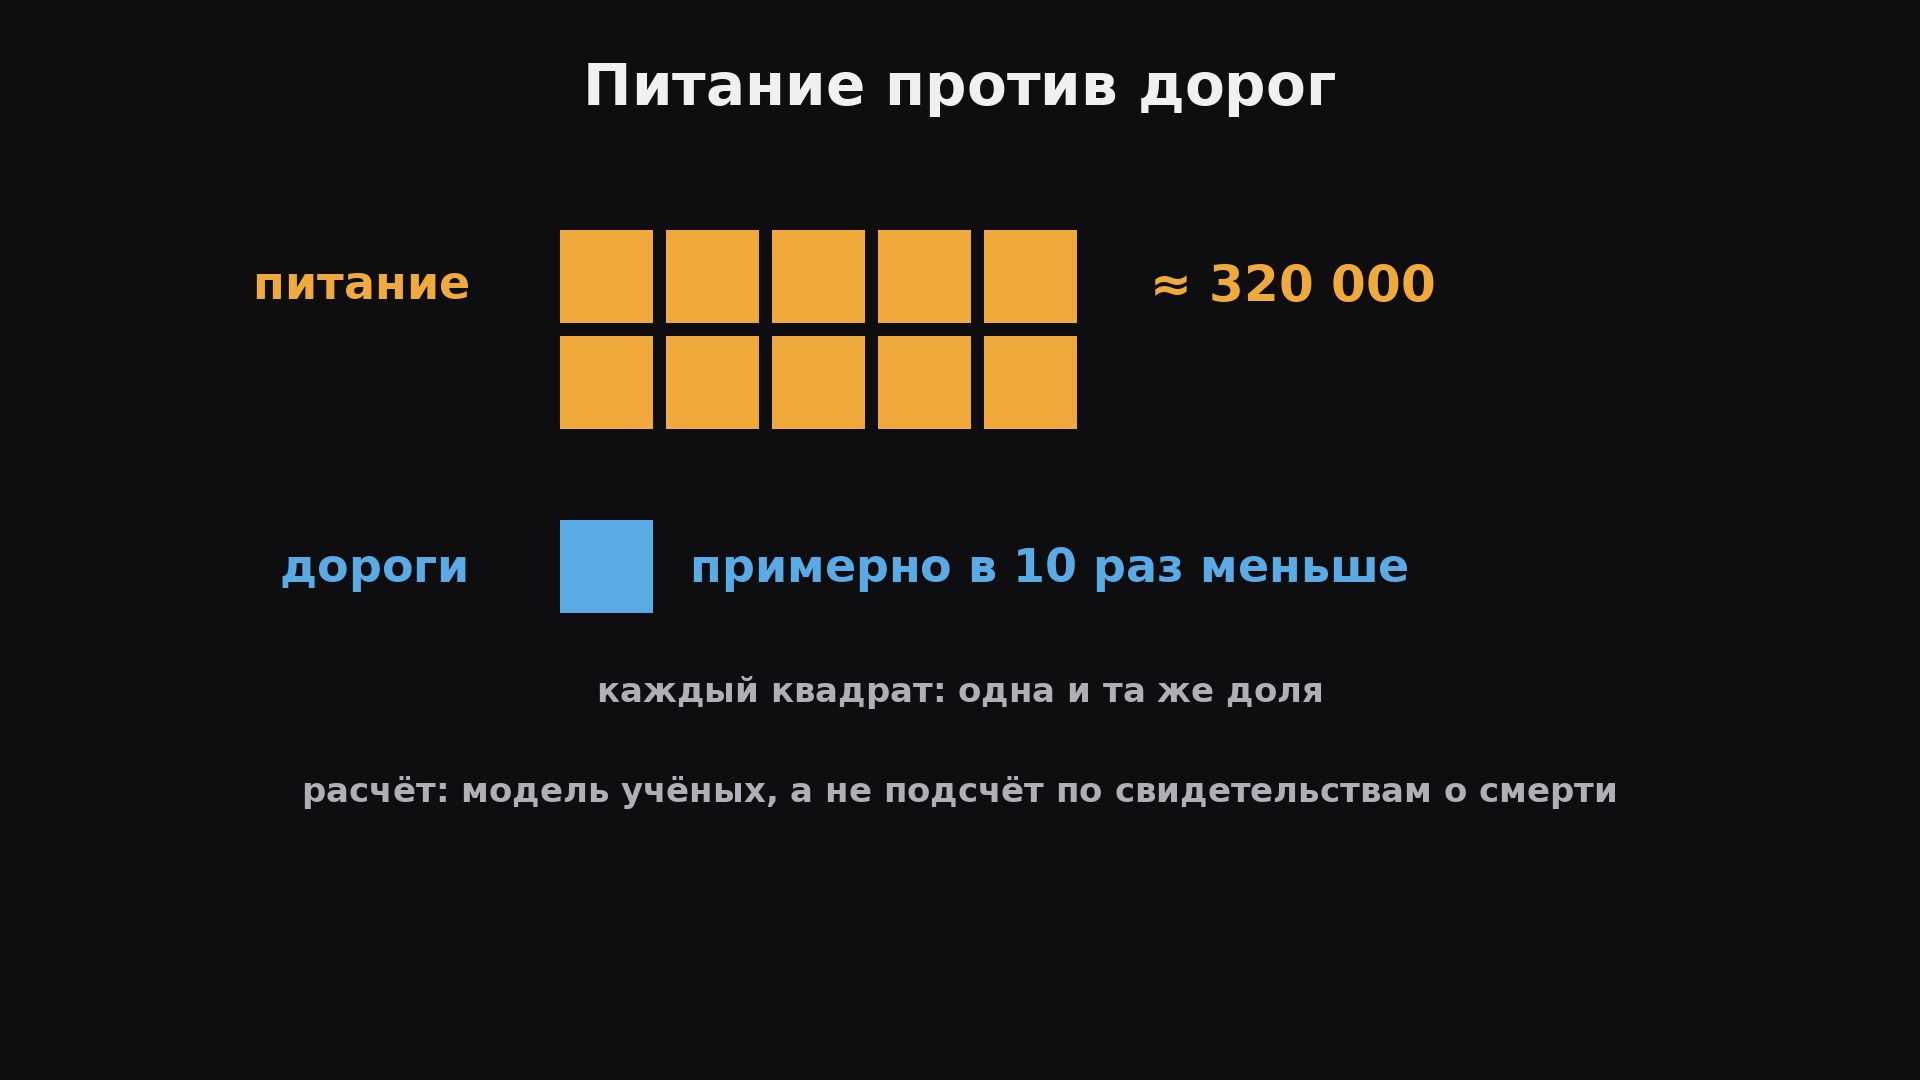 Питание против дорог
питание
≈ 320 000
дороги
примерно в 10 раз меньше
каждый квадрат: одна и та же доля
расчёт: модель учёных, а не подсчёт по свидетельствам о смерти